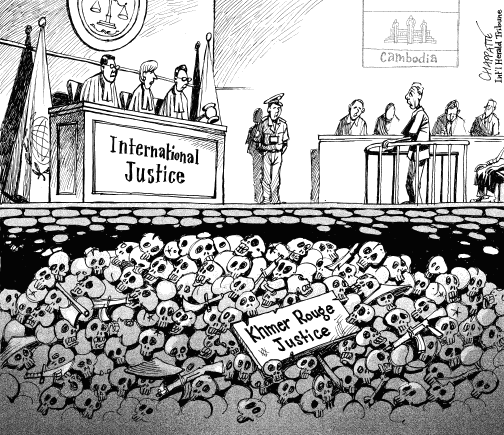 Cambodia
CHAPPATTE
Int'l Herald Tribune
International
Justice
Khmer Rouge
Justice